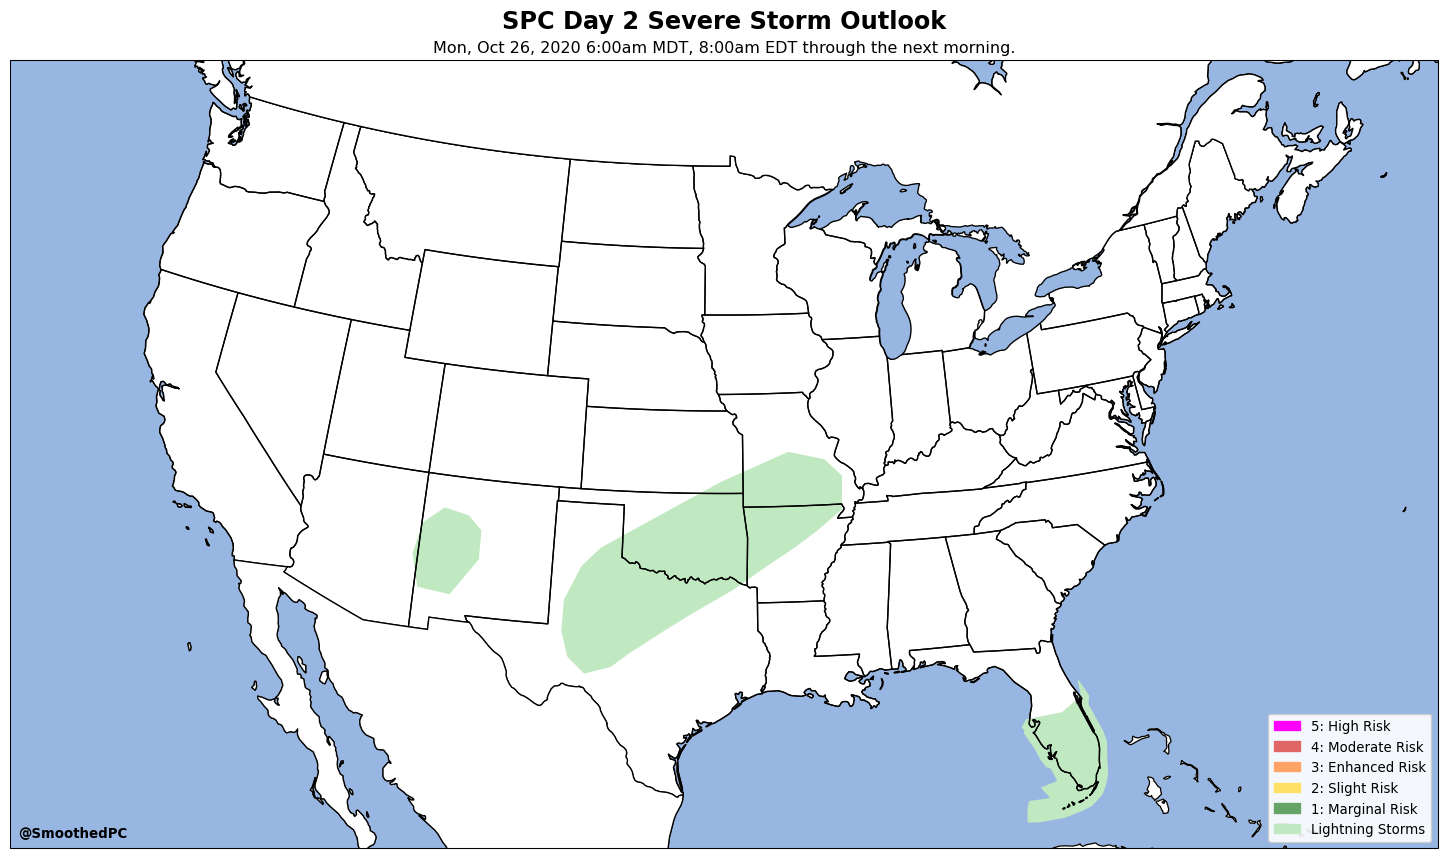 SPC Day 2 Severe Storm Outlook
Mon, Oct 26, 2020 6:00am MDT, 8:00am EDT through the next morning.
5: High Risk
4: Moderate Risk
3: Enhanced Risk
2: Slight Risk
1: Marginal Risk
Lightning Storms
@SmoothedPC